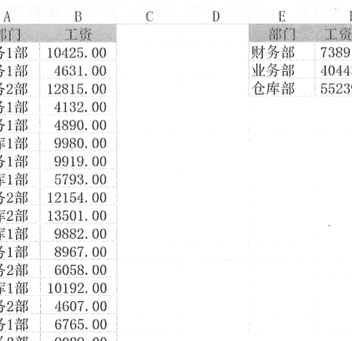 A B C D E
部门 工资 部门 工资
务1部 10425.00 财务部 7389
务1部 4631.00 业务部 4044
务2部 12815.00 仓库部 5523
务1部 4132.00
务1部 4890.00
库1部 9980.00
务1部 9919.00
库1部 5793.00
务2部 12154.00
库2部 13501.00
库1部 9882.00
务1部 8967.00
务2部 6058.00
库1部 10192.00
务2部 4607.00
务1部 6765.00